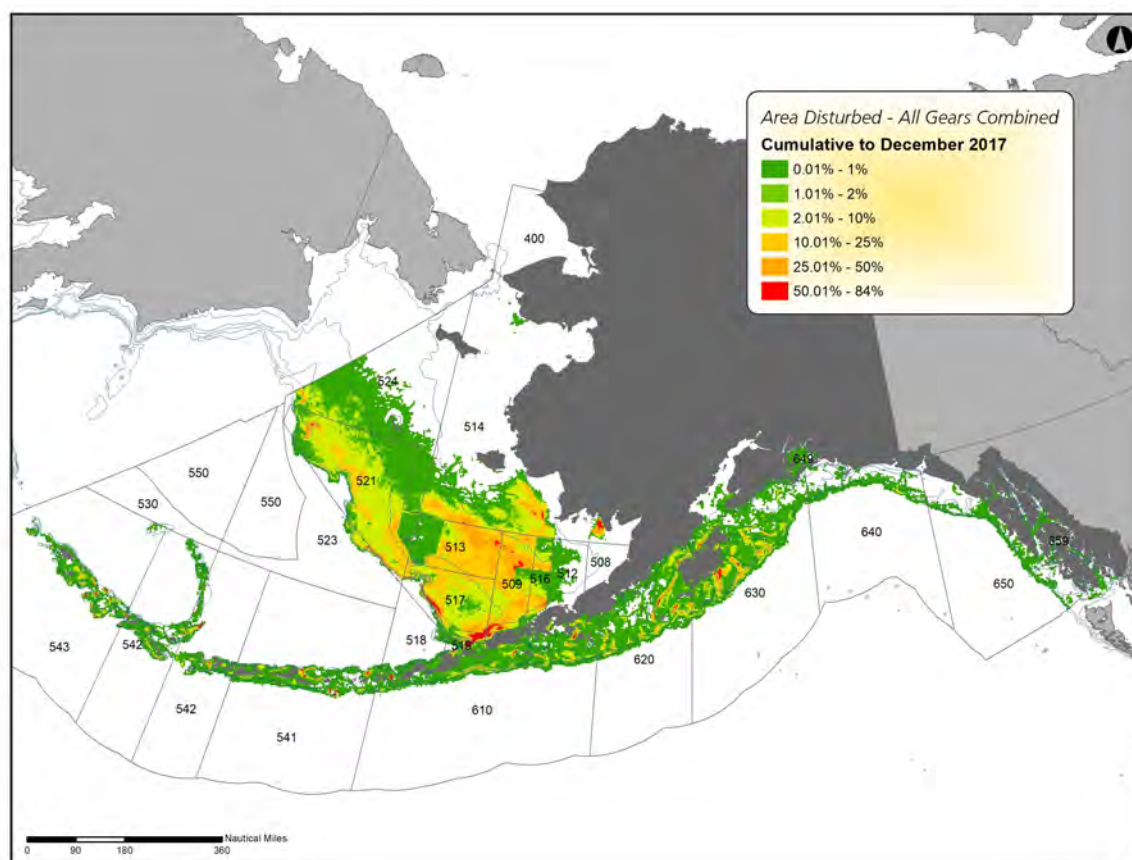 Area Disturbed - All Gears Combined
Cumulative to December 2017
0.01% - 1%
1.01% - 2%
2.01% - 10%
10.01% - 25%
25.01% - 50%
50.01% - 84%
400
524
514
550
521
550
530
523
513
508
512
509
516
517
518
518
649
640
659
650
630
620
610
543
542
542
541
Nautical Miles
0 90 180 360